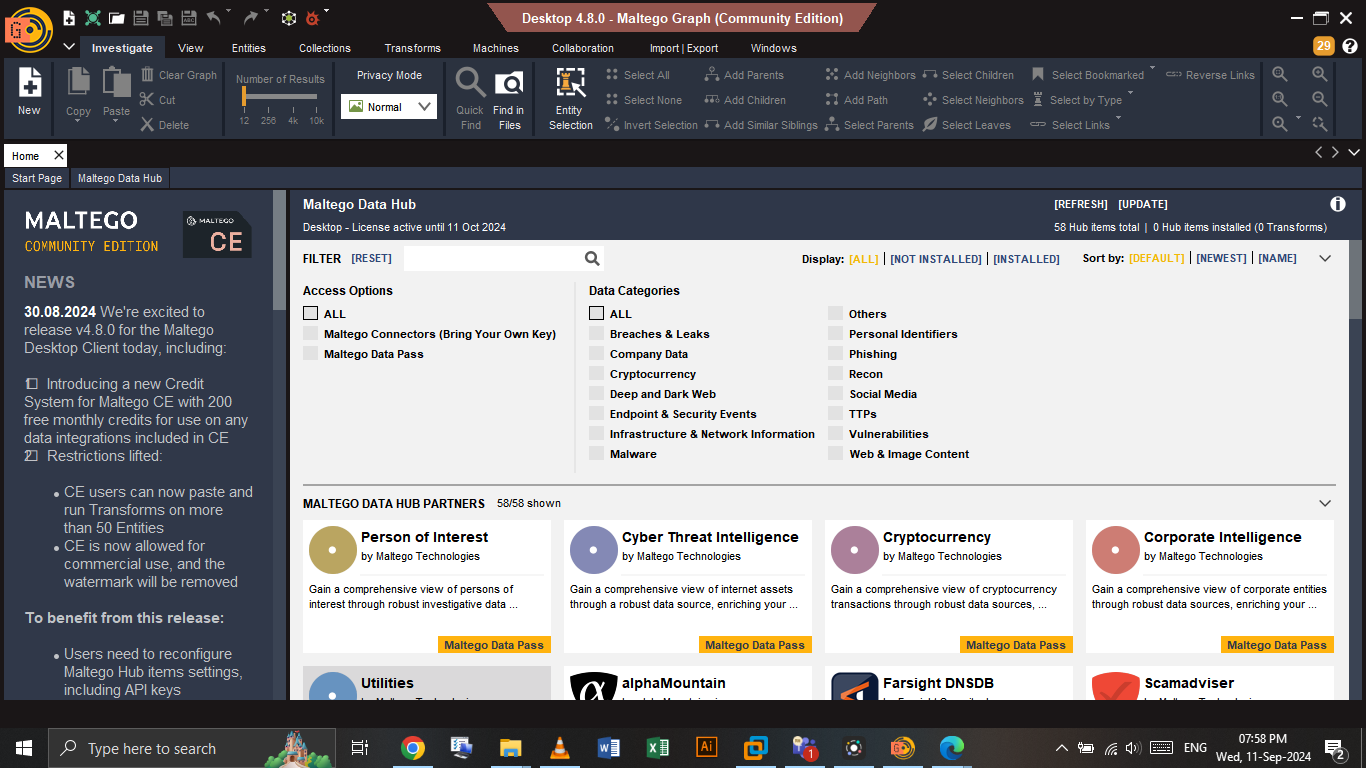 Desktop 4.8.0 - Maltego Graph (Community Edition)
Investigate View Entities Collections Transforms Machines Collaboration Import | Export Windows 29
New Copy Paste Clear Graph Cut Delete
Number of Results 12 256 4k 10k
Privacy Mode Normal
Quick Find Find in Files
Entity Selection
Select All Add Parents Add Neighbors Select Children Select Bookmarked Reverse Links
Select None Add Children Add Path Select Neighbors Select by Type
Invert Selection Add Similar Siblings Select Parents Select Leaves Select Links
Home
Start Page Maltego Data Hub
MALTEGO
COMMUNITY EDITION
MALTEGO
CE
NEWS
30.08.2024 We're excited to
release v4.8.0 for the Maltego
Desktop Client today, including:
1 Introducing a new Credit
System for Maltego CE with 200
free monthly credits for use on any
data integrations included in CE
2 Restrictions lifted:
• CE users can now paste and
run Transforms on more
than 50 Entities
• CE is now allowed for
commercial use, and the
watermark will be removed
To benefit from this release:
• Users need to reconfigure
Maltego Hub items settings,
including API keys
Maltego Data Hub
[REFRESH] [UPDATE]
Desktop - License active until 11 Oct 2024
58 Hub items total | 0 Hub items installed (0 Transforms)
FILTER [RESET]
Display: [ALL] | [NOT INSTALLED] | [INSTALLED]
Sort by: [DEFAULT] | [NEWEST] | [NAME]
Access Options
ALL
Maltego Connectors (Bring Your Own Key)
Maltego Data Pass
Data Categories
ALL
Breaches & Leaks
Company Data
Cryptocurrency
Deep and Dark Web
Endpoint & Security Events
Infrastructure & Network Information
Malware
Others
Personal Identifiers
Phishing
Recon
Social Media
TTPs
Vulnerabilities
Web & Image Content
MALTEGO DATA HUB PARTNERS 58/58 shown
Person of Interest
by Maltego Technologies
Gain a comprehensive view of persons of
interest through robust investigative data ...
Maltego Data Pass
Cyber Threat Intelligence
by Maltego Technologies
Gain a comprehensive view of internet assets
through a robust data source, enriching your ...
Maltego Data Pass
Cryptocurrency
by Maltego Technologies
Gain a comprehensive view of cryptocurrency
transactions through robust data sources, ...
Maltego Data Pass
Corporate Intelligence
by Maltego Technologies
Gain a comprehensive view of corporate entities
through robust data sources, enriching your ...
Maltego Data Pass
Utilities
alphaMountain
Farsight DNSDB
Scamadviser
Type here to search
1
ENG
07:58 PM
Wed, 11-Sep-2024
2